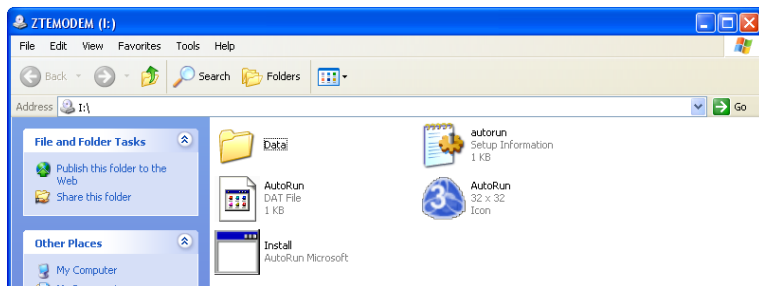 ZTEMODEM (I:)
File Edit View Favorites Tools Help
Back Search Folders
Address I:\ Go
File and Folder Tasks
Publish this folder to the
Web
Share this folder
Other Places
My Computer
Data
autorun
Setup Information
1 KB
AutoRun
DAT File
1 KB
AutoRun
32 x 32
Icon
Install
AutoRun Microsoft